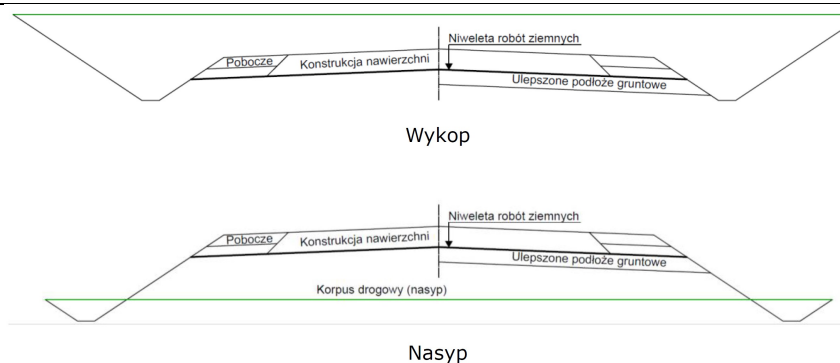 Niweleta robót ziemnych
Pobocze
Konstrukcja nawierzchni
Ulepszone podłoże gruntowe
Wykop
Niweleta robót ziemnych
Pobocze
Konstrukcja nawierzchni
Ulepszone podłoże gruntowe
Korpus drogowy (nasyp)
Nasyp